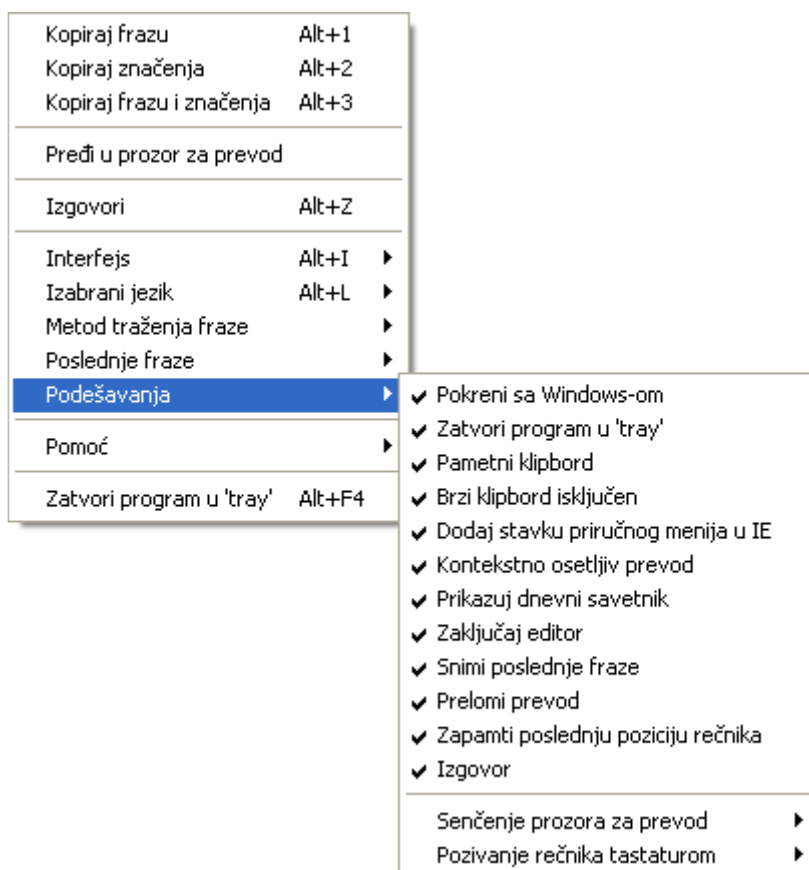 Kopiraj frazu Alt+1
Kopiraj značenja Alt+2
Kopiraj frazu i značenja Alt+3
Pređi u prozor za prevod
Izgovori Alt+Z
Interfejs Alt+I
Izabrani jezik Alt+L
Metod traženja fraze
Poslednje fraze
Podešavanja
Pomoć
Zatvori program u 'tray' Alt+F4
Pokreni sa Windows-om
Zatvori program u 'tray'
Pametni klipbord
Brzi klipbord isključen
Dodaj stavku priručnog menija u IE
Kontekstno osetljiv prevod
Prikazuj dnevni savetnik
Zaključaj editor
Snimi poslednje fraze
Prelomi prevod
Zapamti poslednju poziciju rečnika
Izgovor
Senčenje prozora za prevod
Pozivanje rečnika tastaturom